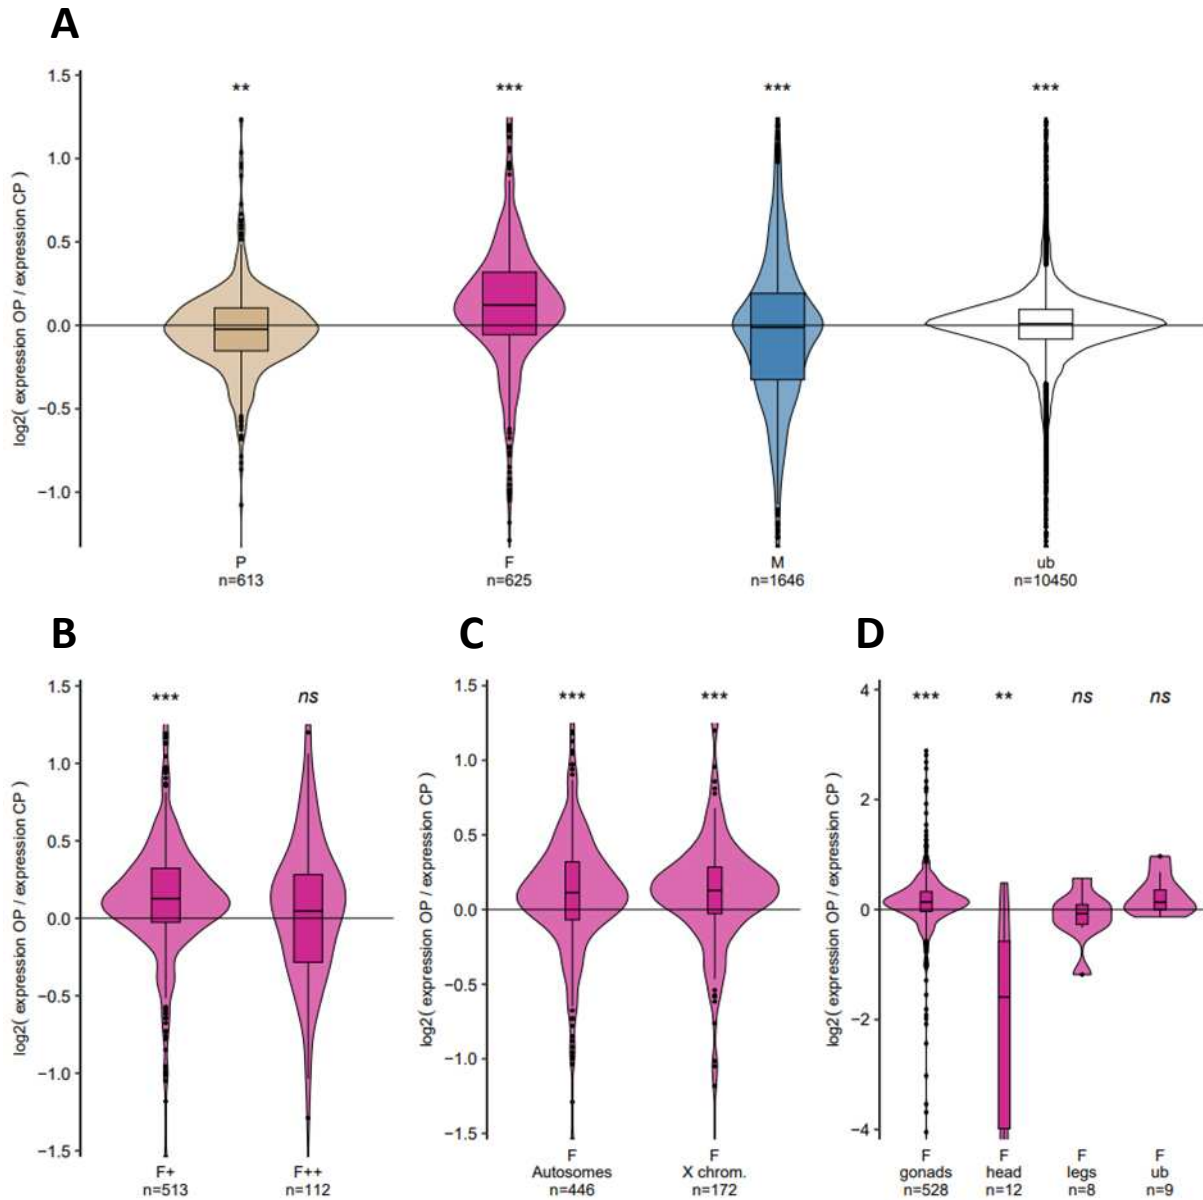 A
1.5
1.0
0.5
0.0
−0.5
−1.0
log2( expression OP / expression CP )
** *** *** ***
P F M ub
n=613 n=625 n=1646 n=10450
B
1.5
1.0
0.5
0.0
−0.5
−1.0
−1.5
log2( expression OP / expression CP )
*** ns
F+ F++
n=513 n=112
C
1.5
1.0
0.5
0.0
−0.5
−1.0
−1.5
log2( expression OP / expression CP )
*** ***
F F
Autosomes X chrom.
n=446 n=172
D
4
2
0
−2
−4
log2( expression OP / expression CP )
*** ** ns ns
F F F F
gonads head legs ub
n=528 n=12 n=8 n=9